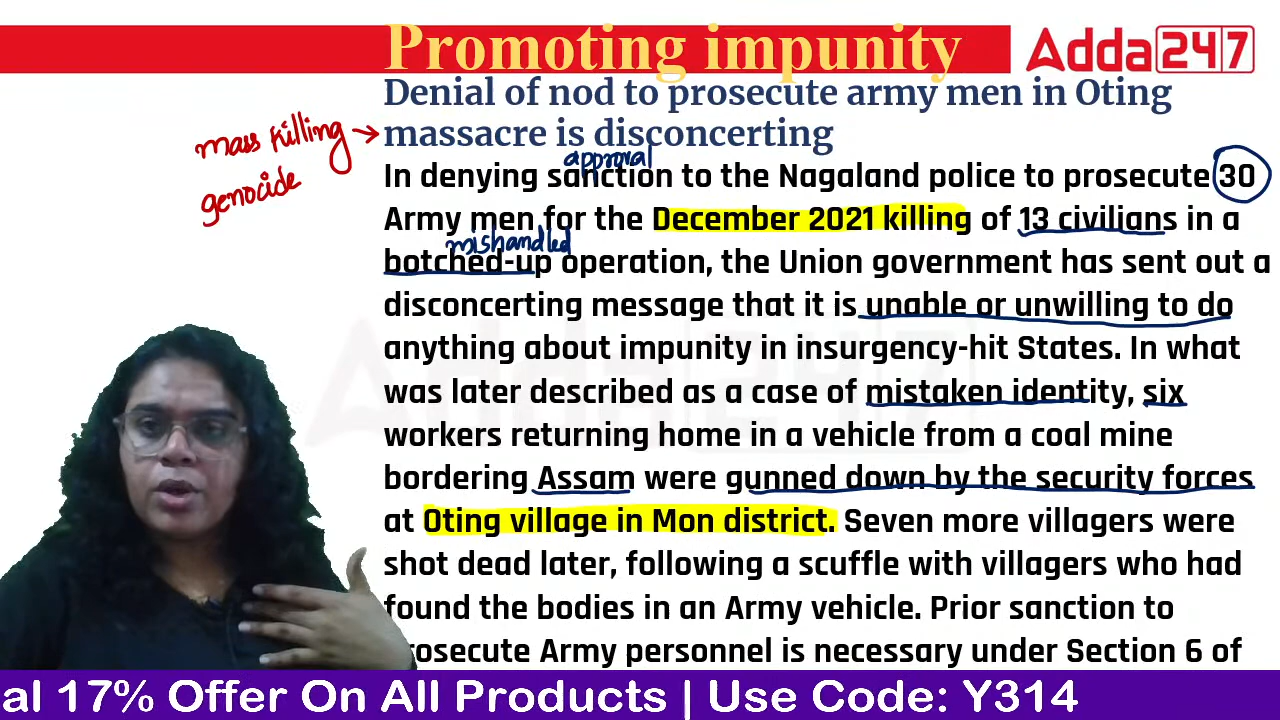 Promoting impunity
Adda247
Denial of nod to prosecute army men in Oting
mass killing
massacre is disconcerting
genocide
approval
In denying sanction to the Nagaland police to prosecute 30
Army men for the December 2021 killing of 13 civilians in a
mishandled
botched-up operation, the Union government has sent out a
disconcerting message that it is unable or unwilling to do
anything about impunity in insurgency-hit States. In what
was later described as a case of mistaken identity, six
workers returning home in a vehicle from a coal mine
bordering Assam were gunned down by the security forces
at Oting village in Mon district. Seven more villagers were
shot dead later, following a scuffle with villagers who had
found the bodies in an Army vehicle. Prior sanction to
prosecute Army personnel is necessary under Section 6 of
al 17% Offer On All Products | Use Code: Y314
Adda247